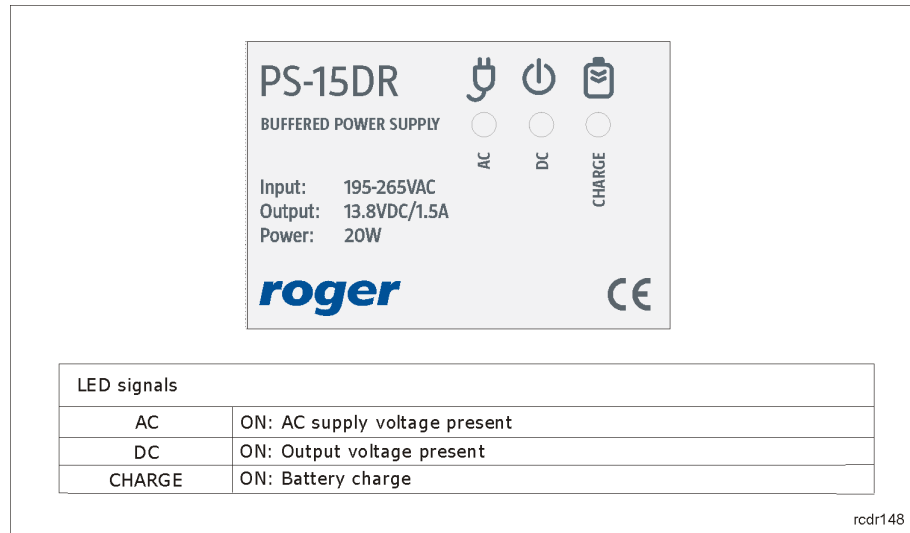 PS-15DR
BUFFERED POWER SUPPLY
AC
DC
CHARGE
Input: 195-265VAC
Output: 13.8VDC/1.5A
Power: 20W
roger
CE
LED signals
AC ON: AC supply voltage present
DC ON: Output voltage present
CHARGE ON: Battery charge
rcdr148